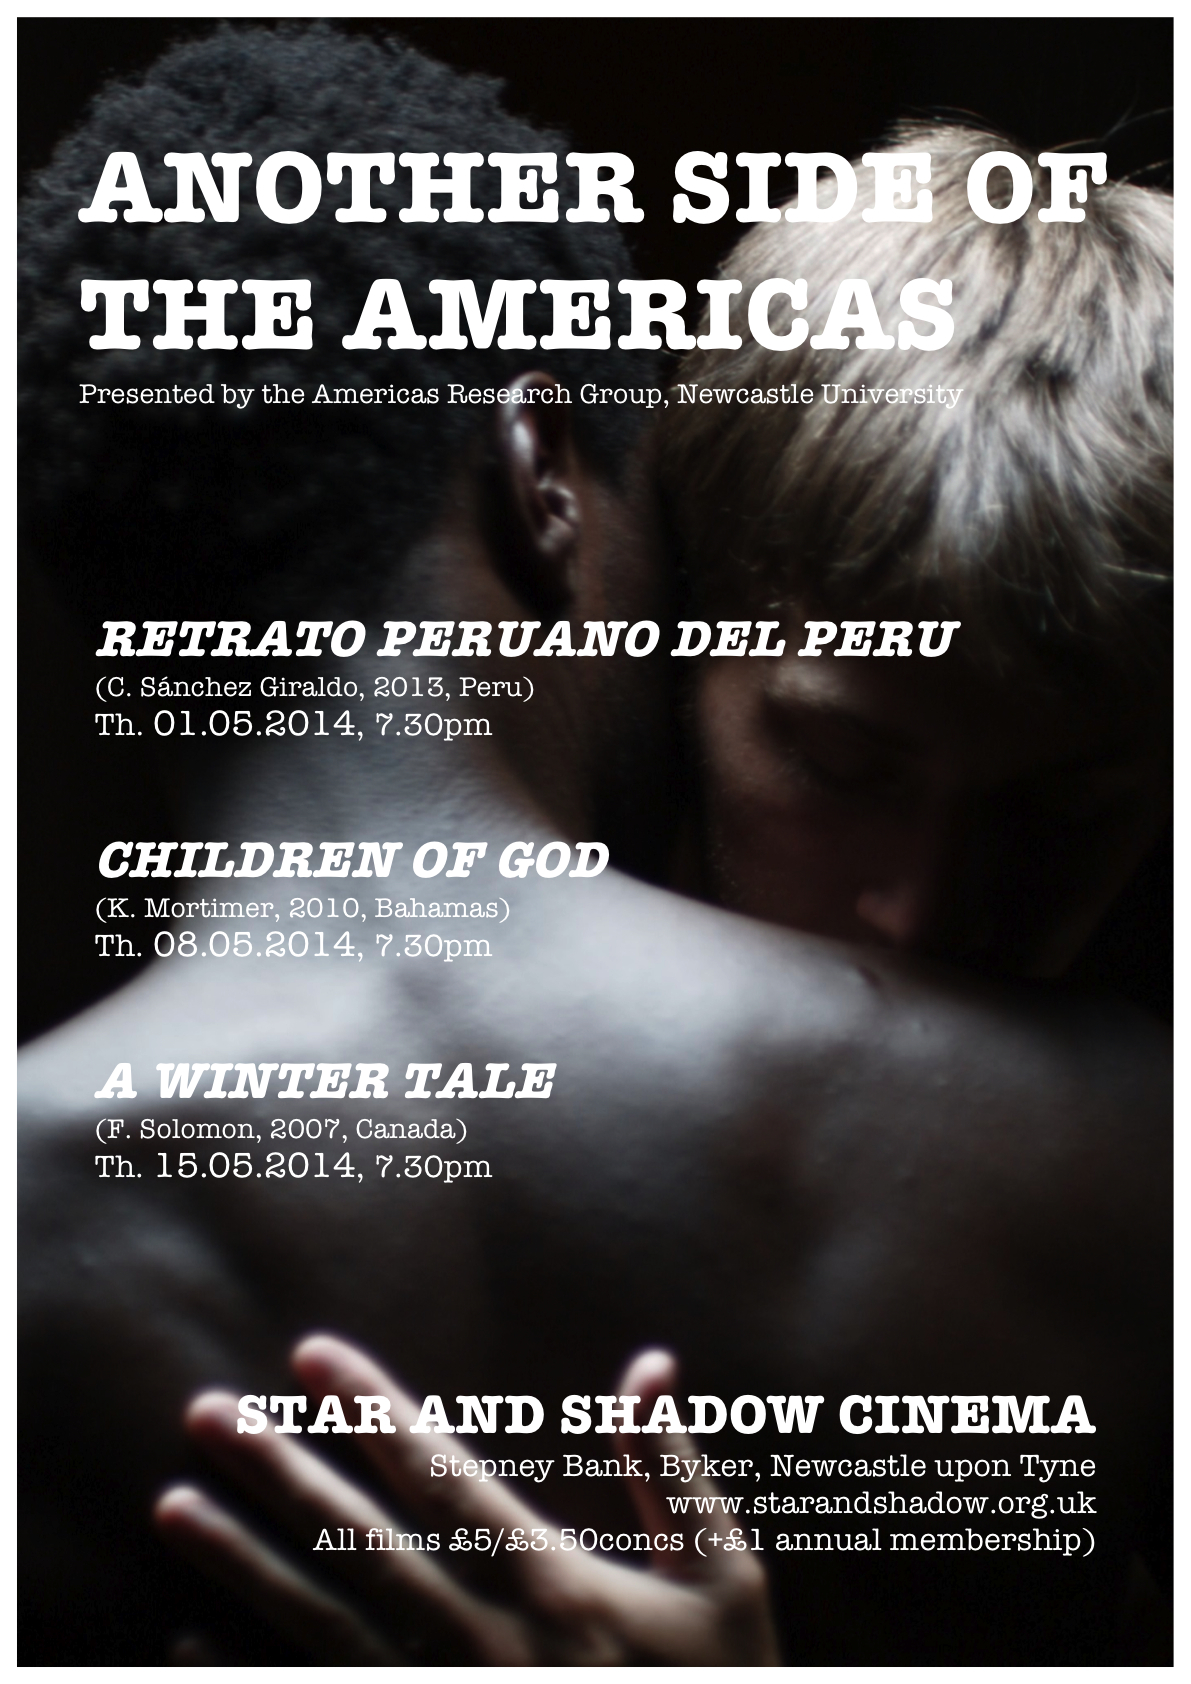 ANOTHER SIDE OF
THE AMERICAS
Presented by the Americas Research Group, Newcastle University
RETRATO PERUANO DEL PERU
(C. Sánchez Giraldo, 2013, Peru)
Th. 01.05.2014, 7.30pm
CHILDREN OF GOD
(K. Mortimer, 2010, Bahamas)
Th. 08.05.2014, 7.30pm
A WINTER TALE
(F. Solomon, 2007, Canada)
Th. 15.05.2014, 7.30pm
STAR AND SHADOW CINEMA
Stepney Bank, Byker, Newcastle upon Tyne
www.starandshadow.org.uk
All films £5/£3.50concs (+£1 annual membership)